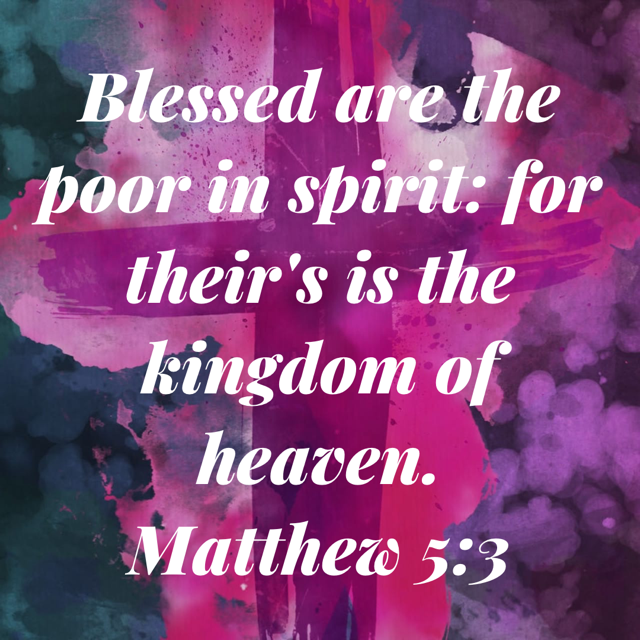 Blessed are the
poor in spirit: for
their's is the
kingdom of
heaven.
Matthew 5:3